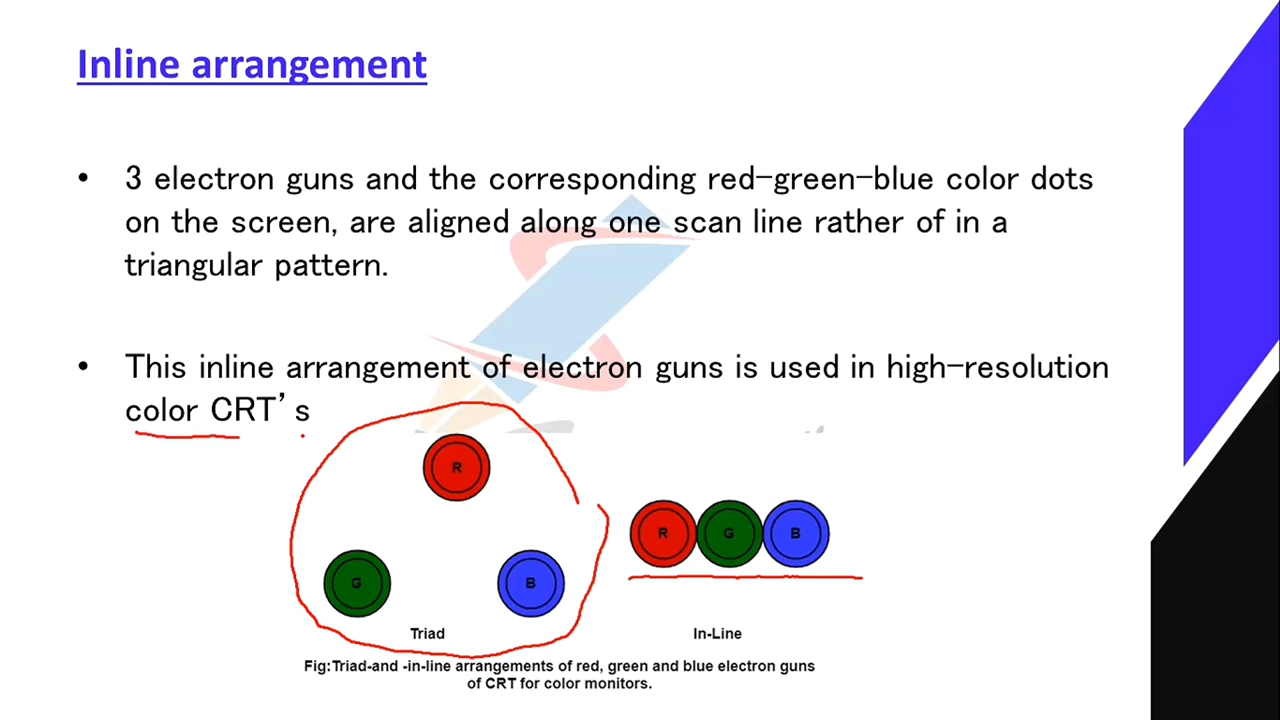 Inline arrangement
• 3 electron guns and the corresponding red-green-blue color dots
on the screen, are aligned along one scan line rather of in a
triangular pattern.
• This inline arrangement of electron guns is used in high-resolution
color CRT's
R
G
B
R
G
B
Triad
In-Line
Fig:Triad-and -in-line arrangements of red, green and blue electron guns
of CRT for color monitors.